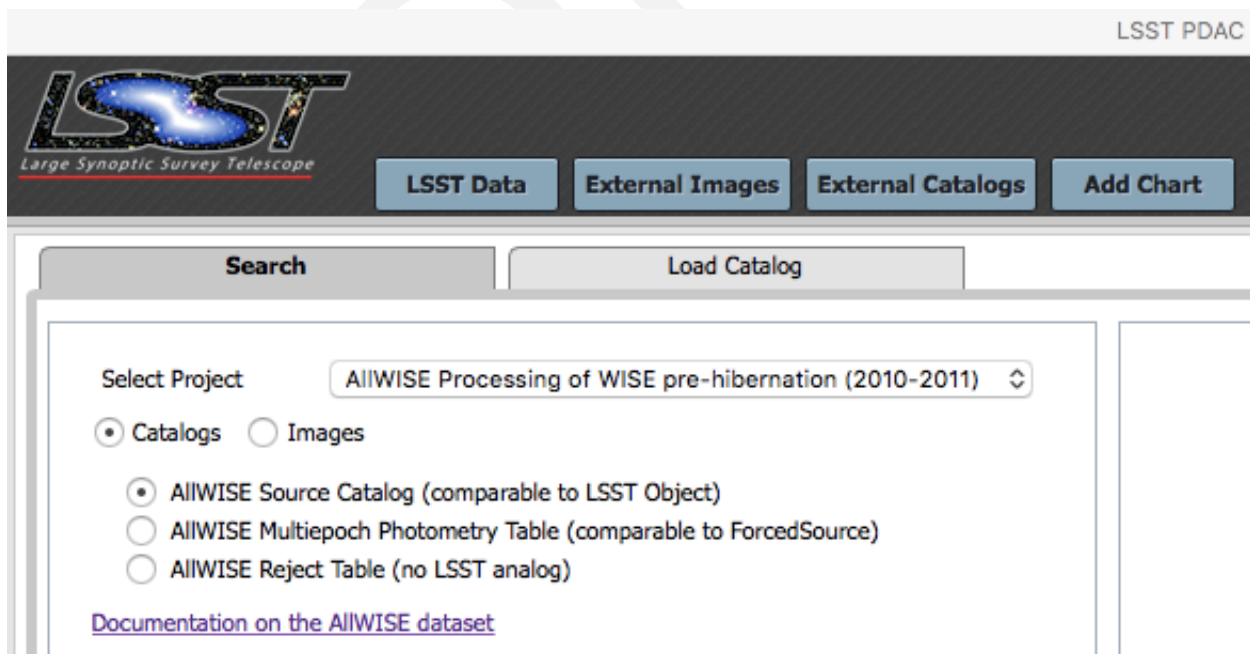 LSST PDAC
LSST
Large Synoptic Survey Telescope
LSST Data External Images External Catalogs Add Chart
Search Load Catalog
Select Project AllWISE Processing of WISE pre-hibernation (2010-2011)
Catalogs Images
AllWISE Source Catalog (comparable to LSST Object)
AllWISE Multiepoch Photometry Table (comparable to ForcedSource)
AllWISE Reject Table (no LSST analog)
Documentation on the AllWISE dataset